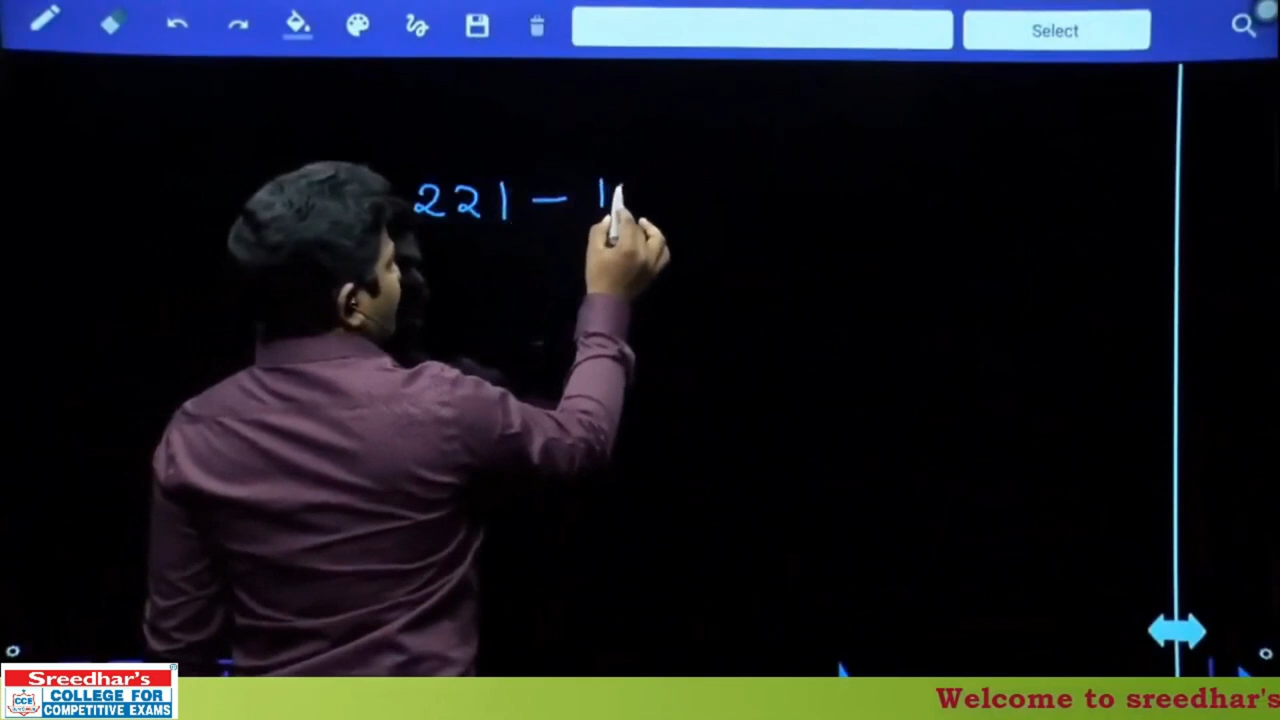 Select
221 - 1
Sreedhar's
CCE
COLLEGE FOR
COMPETITIVE EXAMS
Welcome to sreedhar's